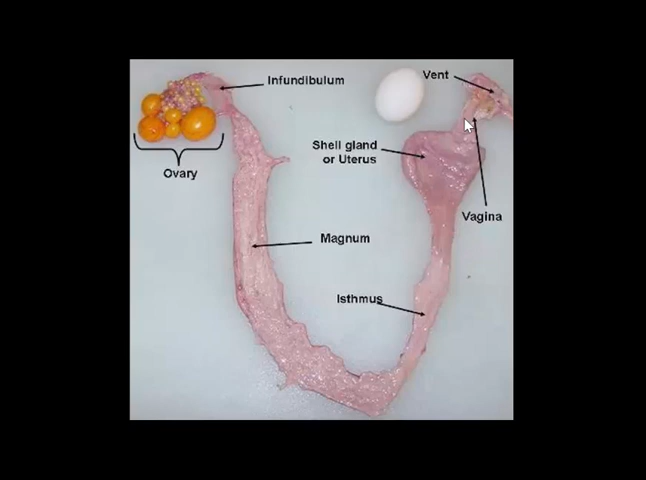 Infundibulum
Vent
Shell gland
or Uterus
Ovary
Vagina
Magnum
Isthmus